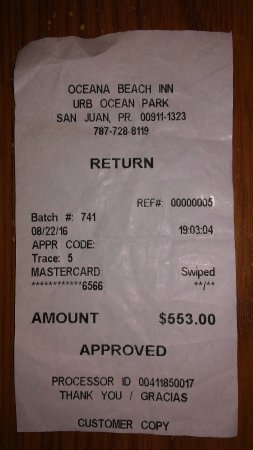 OCEANA BEACH INN
URB OCEAN PARK
SAN JUAN, PR. 00911-1323
787-728-8119
RETURN
REF#: 00000005
Batch #: 741
08/22/16 19:03:04
APPR CODE:
Trace: 5
MASTERCARD Swiped
************6566 **/**
AMOUNT $553.00
APPROVED
PROCESSOR ID 00411850017
THANK YOU / GRACIAS
CUSTOMER COPY